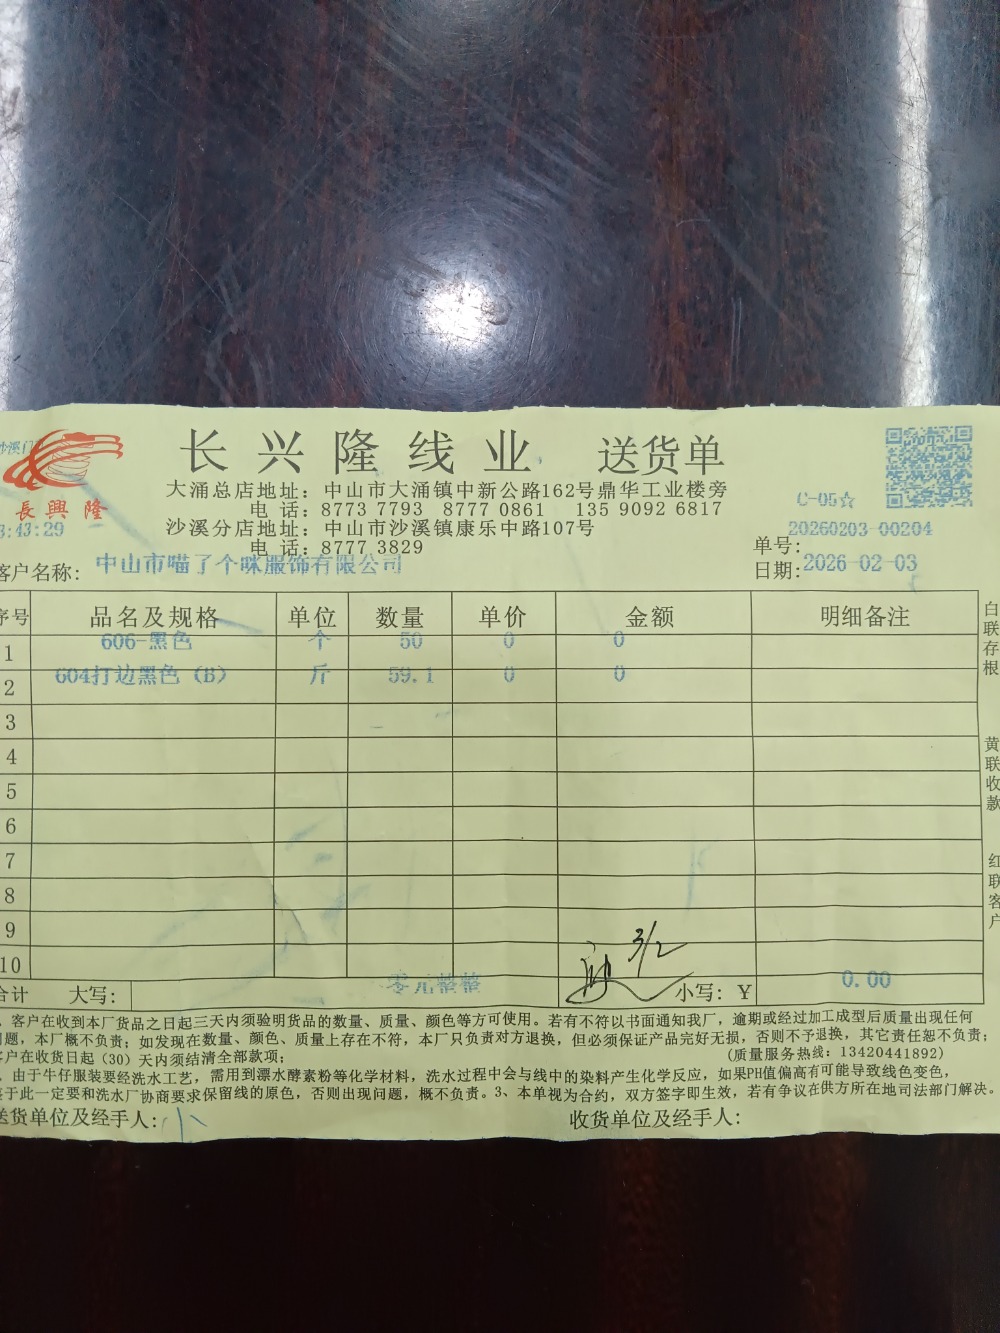 沙溪门
长兴隆线业 送货单
長興隆
大涌总店地址：中山市大涌镇中新公路162号鼎华工业楼旁
电 话：8773 7793 8777 0861 135 9092 6817
C-05☆
3:43:29
沙溪分店地址：中山市沙溪镇康乐中路107号
20260203-00204
电 话：8777 3829
单号：
客户名称：中山市喵了个咪服饰有限公司
日期：2026-02-03
序号 品名及规格 单位 数量 单价 金额 明细备注
1 606-黑色 个 50 0 0
2 604打边黑色（B） 斤 59.1 0 0
3
4
5
6
7
8
9
10
3/2
合计 大写： 零元整整 小写：￥ 0.00
白联存根
黄联收款
红联客户
客户在收到本厂货品之日起三天内须验明货品的数量、质量、颜色等方可使用。若有不符以书面通知我厂，逾期或经过加工成型后质量出现任何
问题，本厂概不负责；如发现在数量、颜色、质量上存在不符，本厂只负责对方退换，但必须保证产品完好无损，否则不予退换，其它责任恕不负责；
客户在收货日起（30）天内须结清全部款项； (质量服务热线：13420441892)
、由于牛仔服装要经洗水工艺，需用到漂水酵素粉等化学材料，洗水过程中会与线中的染料产生化学反应，如果PH值偏高有可能导致线色变色，
于此一定要和洗水厂协商要求保留线的原色，否则出现问题，概不负责。3、本单视为合约，双方签字即生效，若有争议在供方所在地司法部门解决。
送货单位及经手人： 收货单位及经手人：